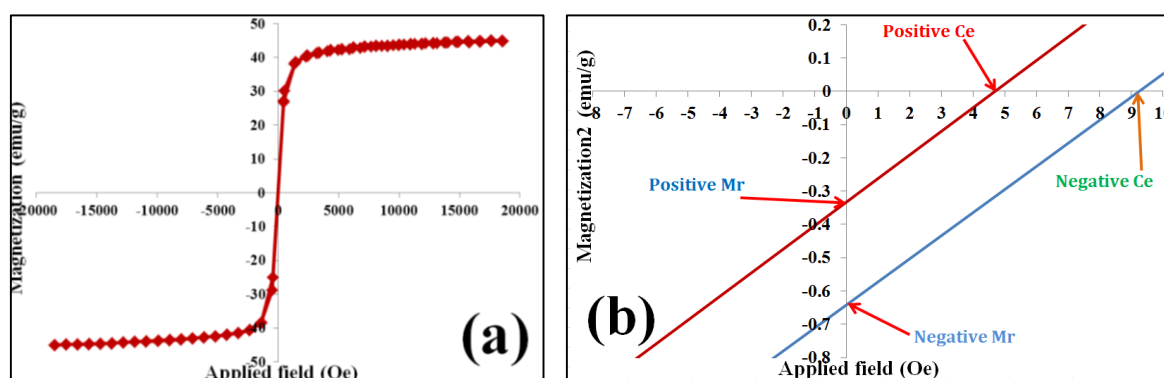 50
40
30
20
10
0
20000 -15000 -10000 -5000 0 5000 10000 15000 20000
-10
-20
-30
-40
-50
Magnetization (emu/g)
Applied field (Oe)
(a)
0.2
0.1
0
-8 -7 -6 -5 -4 -3 -2 -1 0 1 2 3 4 5 6 7 8 9 10
-0.1
-0.2
-0.3
-0.4
-0.5
-0.6
-0.7
-0.8
Magnetization2 (emu/g)
Applied field (Oe)
Positive Ce
Negative Ce
Positive Mr
Negative Mr
(b)